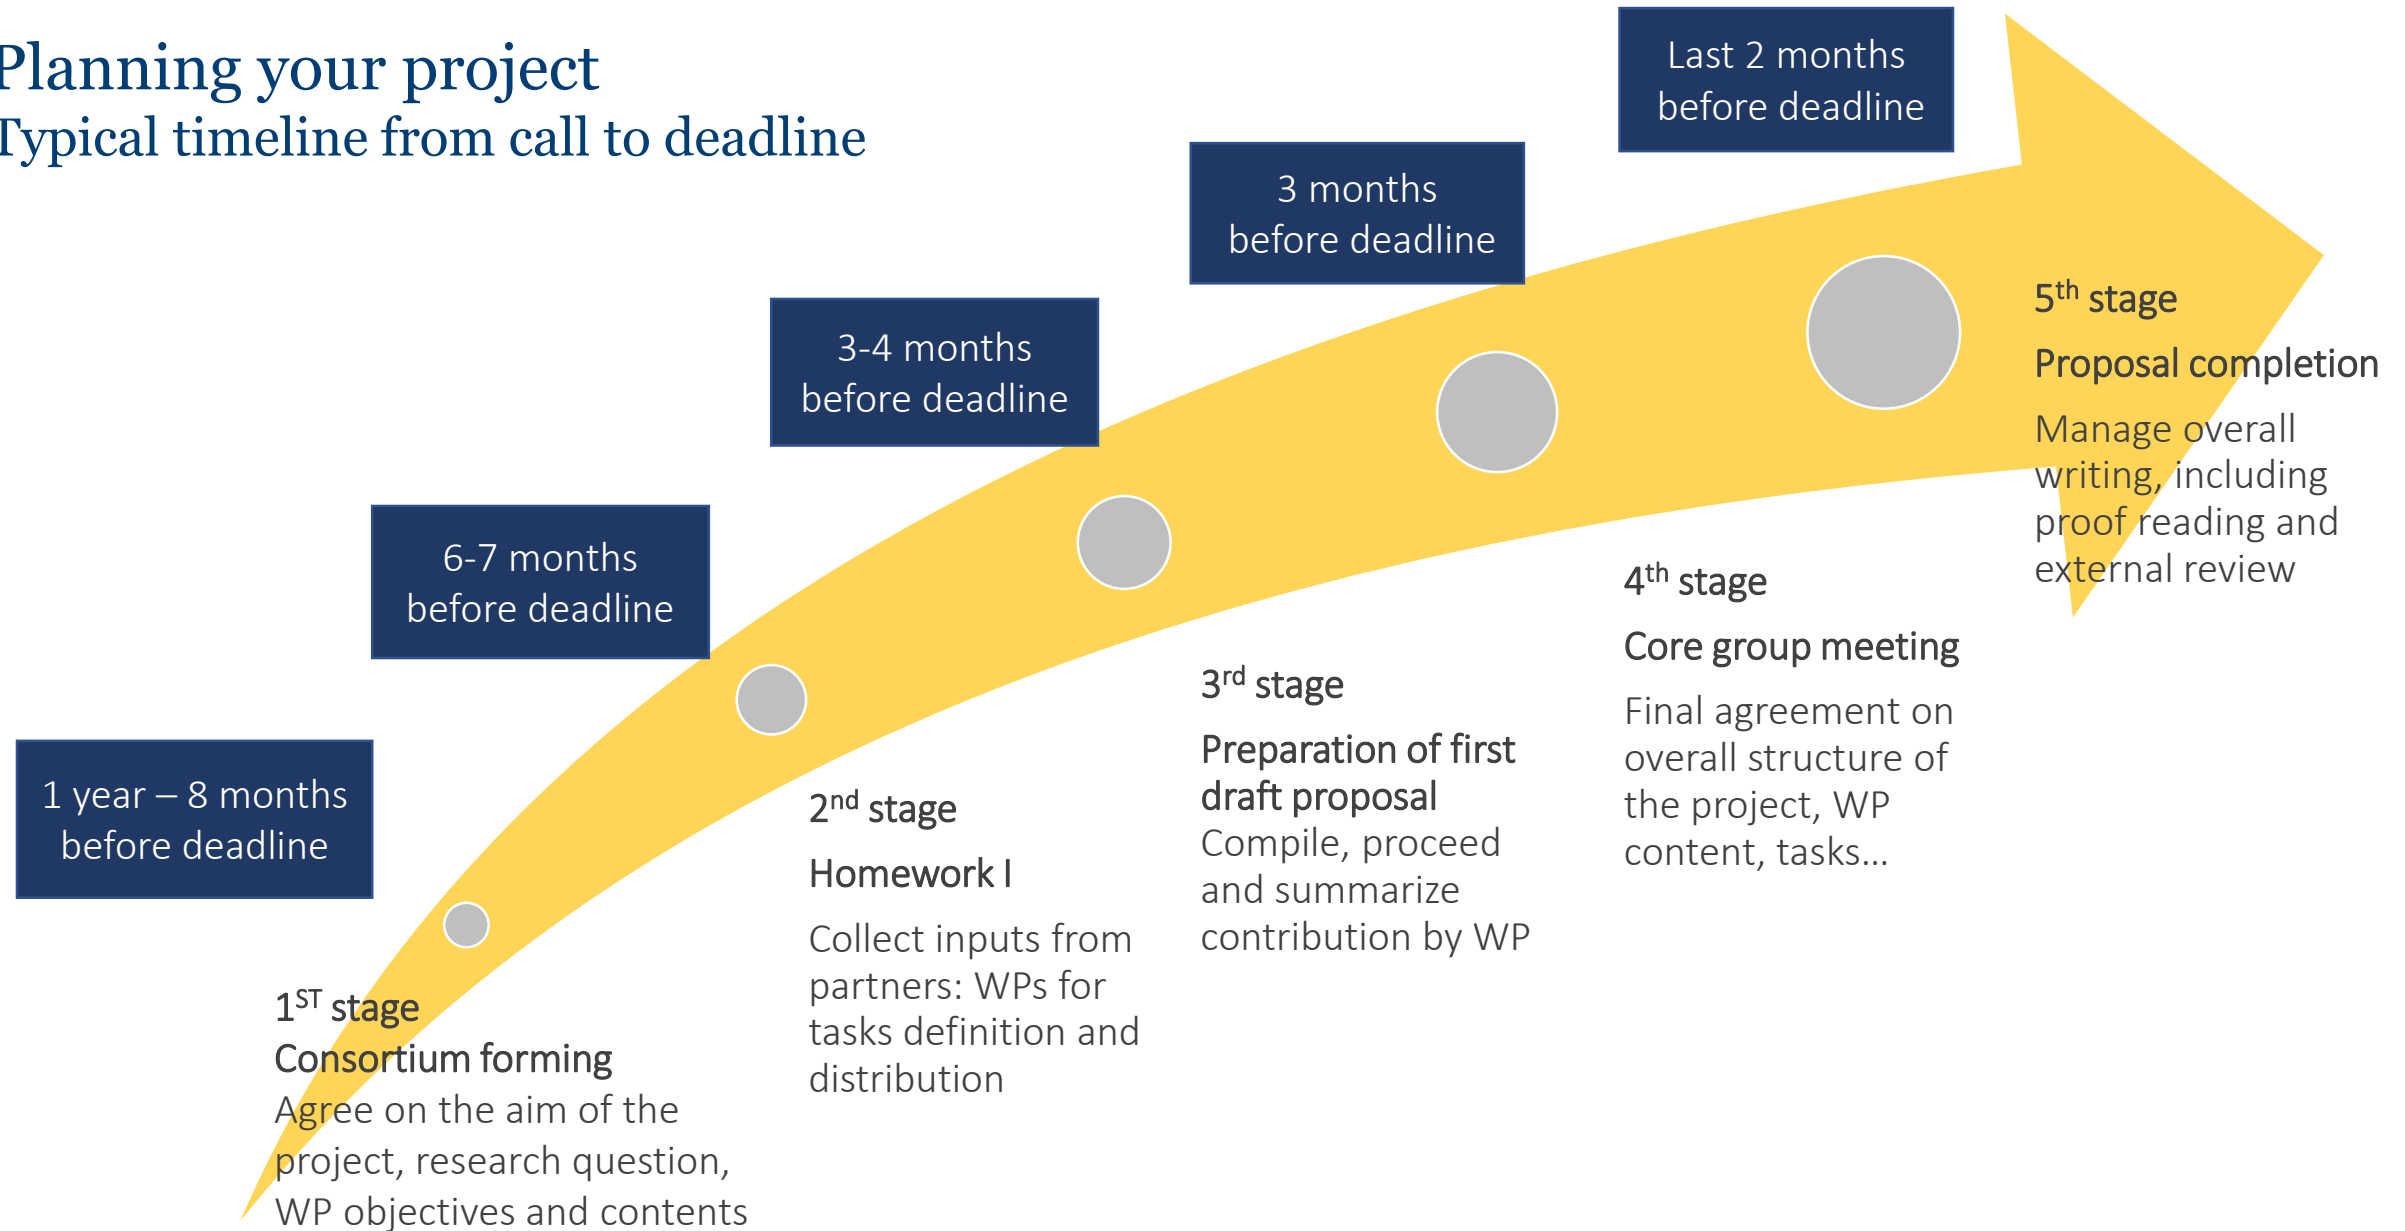 Planning your project
Typical timeline from call to deadline
Last 2 months
before deadline
3 months
before deadline
3-4 months
before deadline
6-7 months
before deadline
1 year – 8 months
before deadline
1ST stage
Consortium forming
Agree on the aim of the
project, research question,
WP objectives and contents
2nd stage
Homework I
Collect inputs from
partners: WPs for
tasks definition and
distribution
3rd stage
Preparation of first
draft proposal
Compile, proceed
and summarize
contribution by WP
4th stage
Core group meeting
Final agreement on
overall structure of
the project, WP
content, tasks…
5th stage
Proposal completion
Manage overall
writing, including
proof reading and
external review